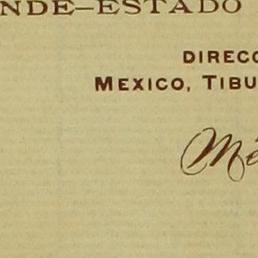 NDE–ESTADO
DIREC
MEXICO, TIBU
Mé